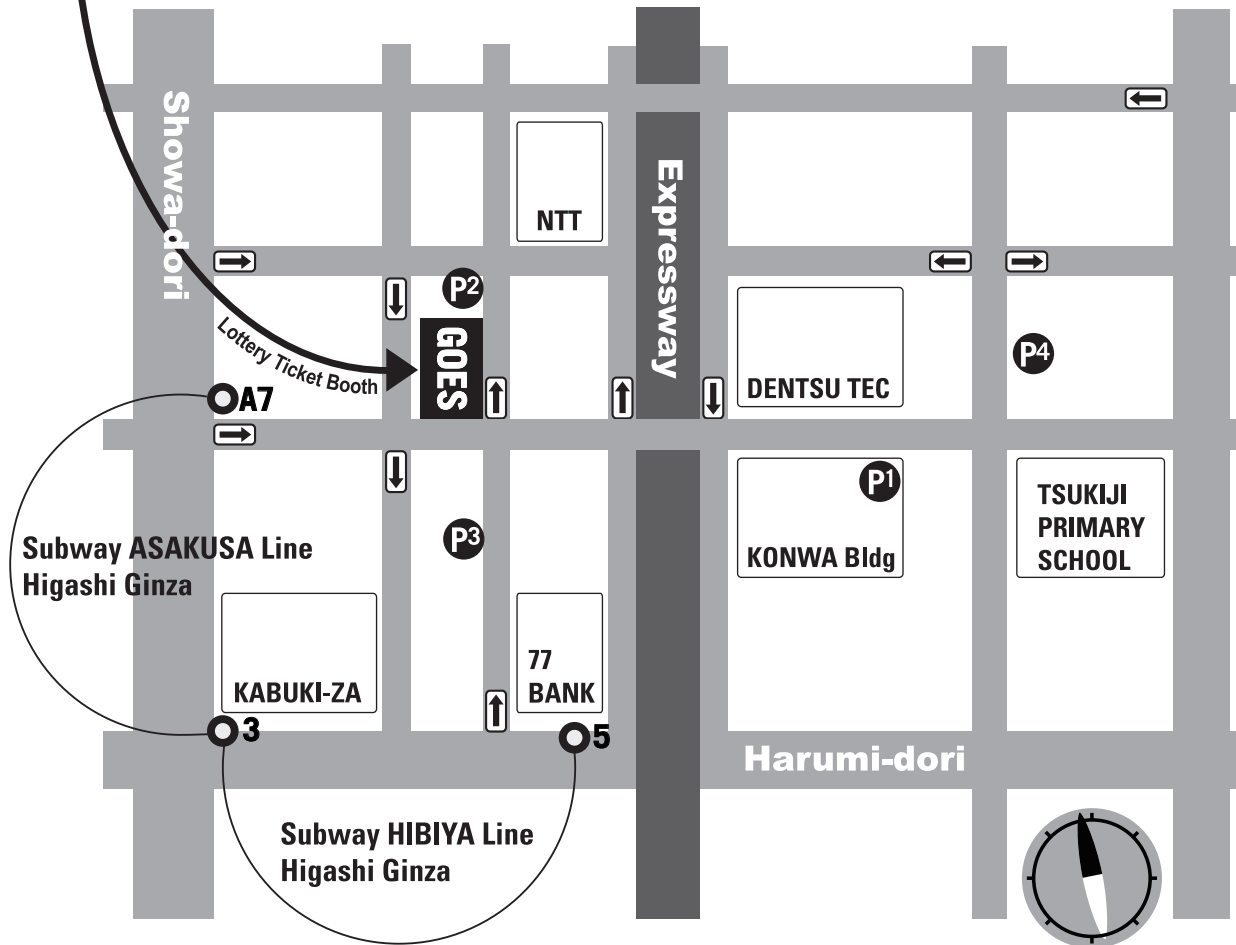 Showa-dori
Expressway
NTT
P2
GOES
Lottery Ticket Booth
A7
DENTSU TEC
P4
P1
KONWA Bldg
TSUKIJI
PRIMARY
SCHOOL
P3
Subway ASAKUSA Line
Higashi Ginza
KABUKI-ZA
77
BANK
3
5
Harumi-dori
Subway HIBIYA Line
Higashi Ginza